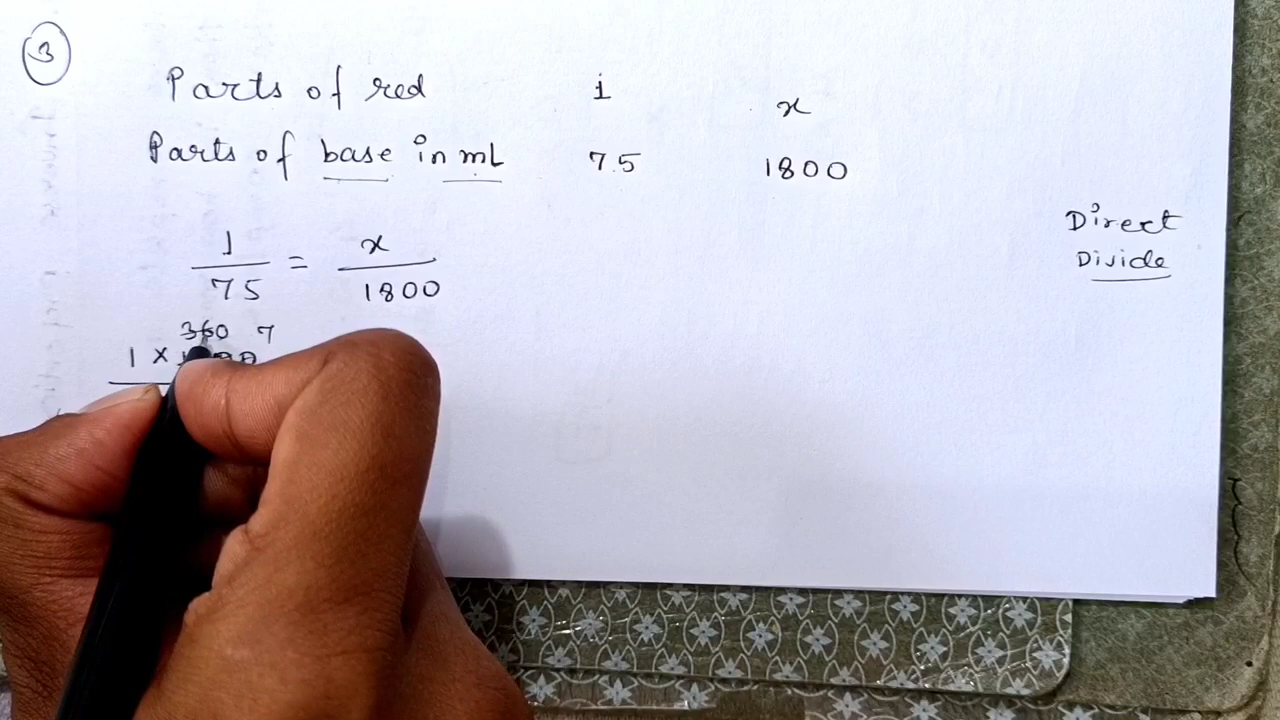 3
Parts of red 1 x
Parts of base in mL 75 1800
Direct
Divide
1 x
75 = 1800
360 7
1 ×